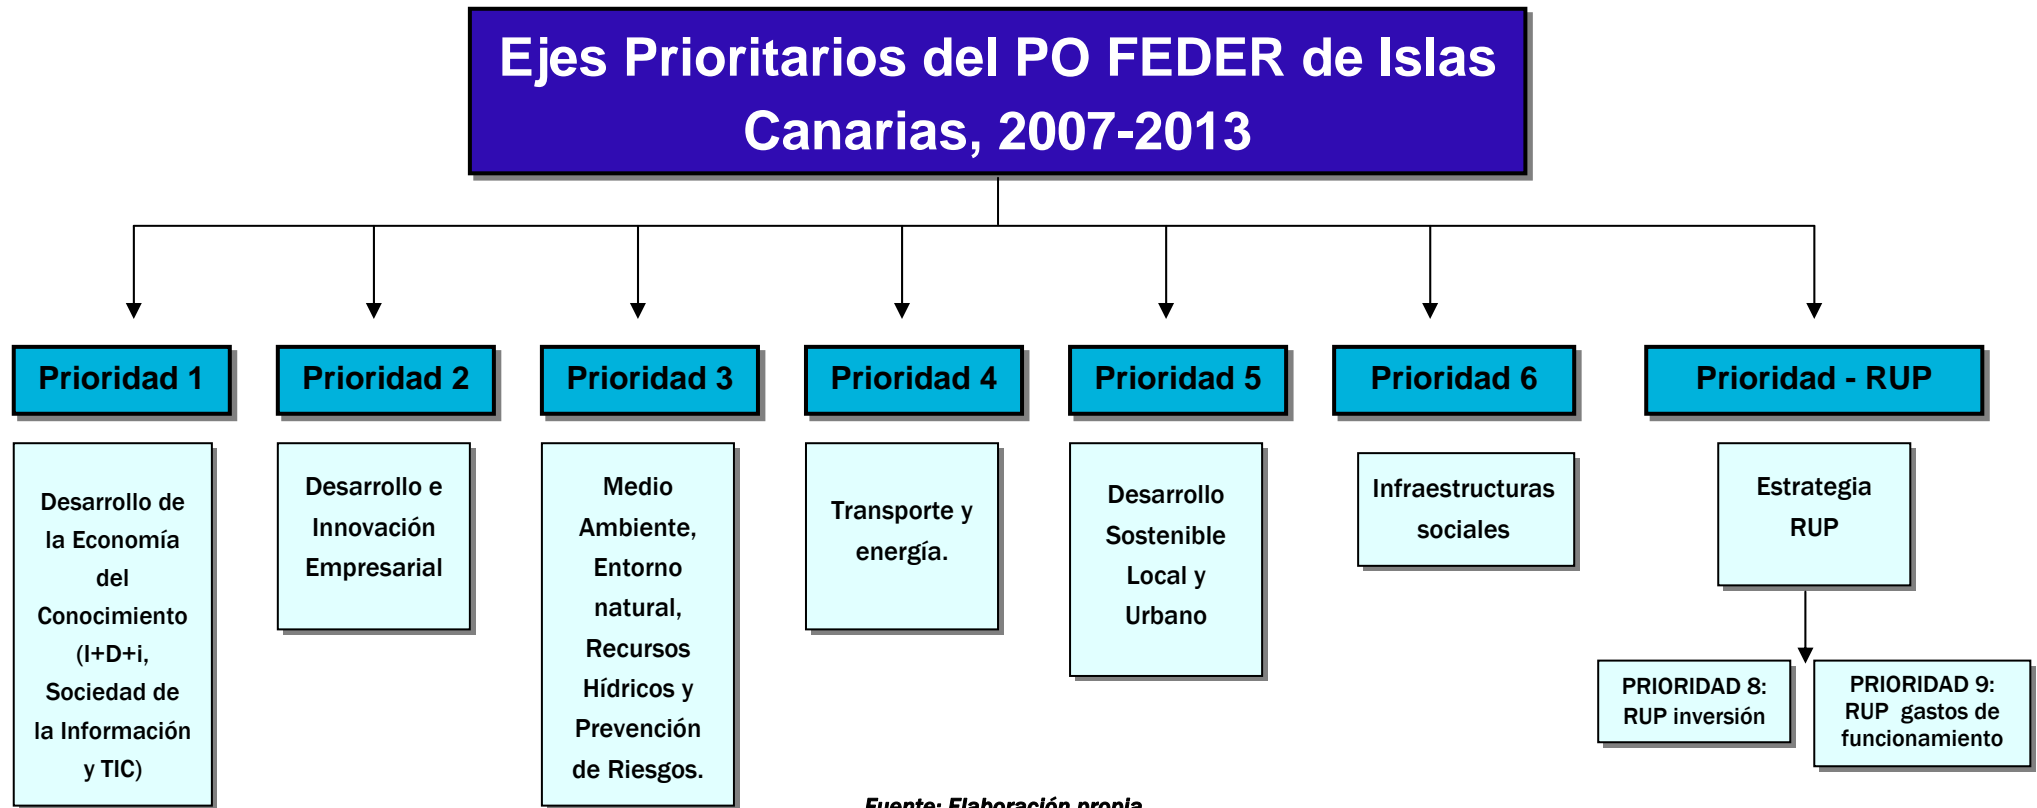 Ejes Prioritarios del PO FEDER de Islas
Canarias, 2007-2013
Prioridad 1
Prioridad 2
Prioridad 3
Prioridad 4
Prioridad 5
Prioridad 6
Prioridad - RUP
Desarrollo de
la Economía
del
Conocimiento
(I+D+i,
Sociedad de
la Información
y TIC)
Desarrollo e
Innovación
Empresarial
Medio
Ambiente,
Entorno
natural,
Recursos
Hídricos y
Prevención
de Riesgos.
Transporte y
energía.
Desarrollo
Sostenible
Local y
Urbano
Infraestructuras
sociales
Estrategia
RUP
PRIORIDAD 8:
RUP inversión
PRIORIDAD 9:
RUP gastos de
funcionamiento
Fuente: Elaboración propia